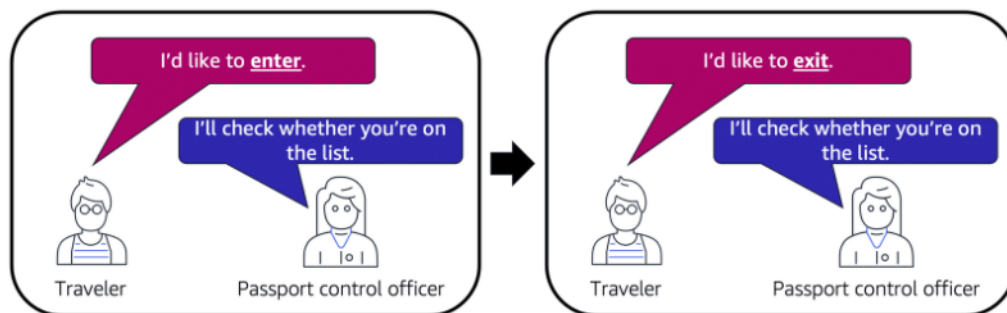 I'd like to enter.
I'll check whether you're on
the list.
Traveler
Passport control officer
I'd like to exit.
I'll check whether you're on
the list.
Traveler
Passport control officer